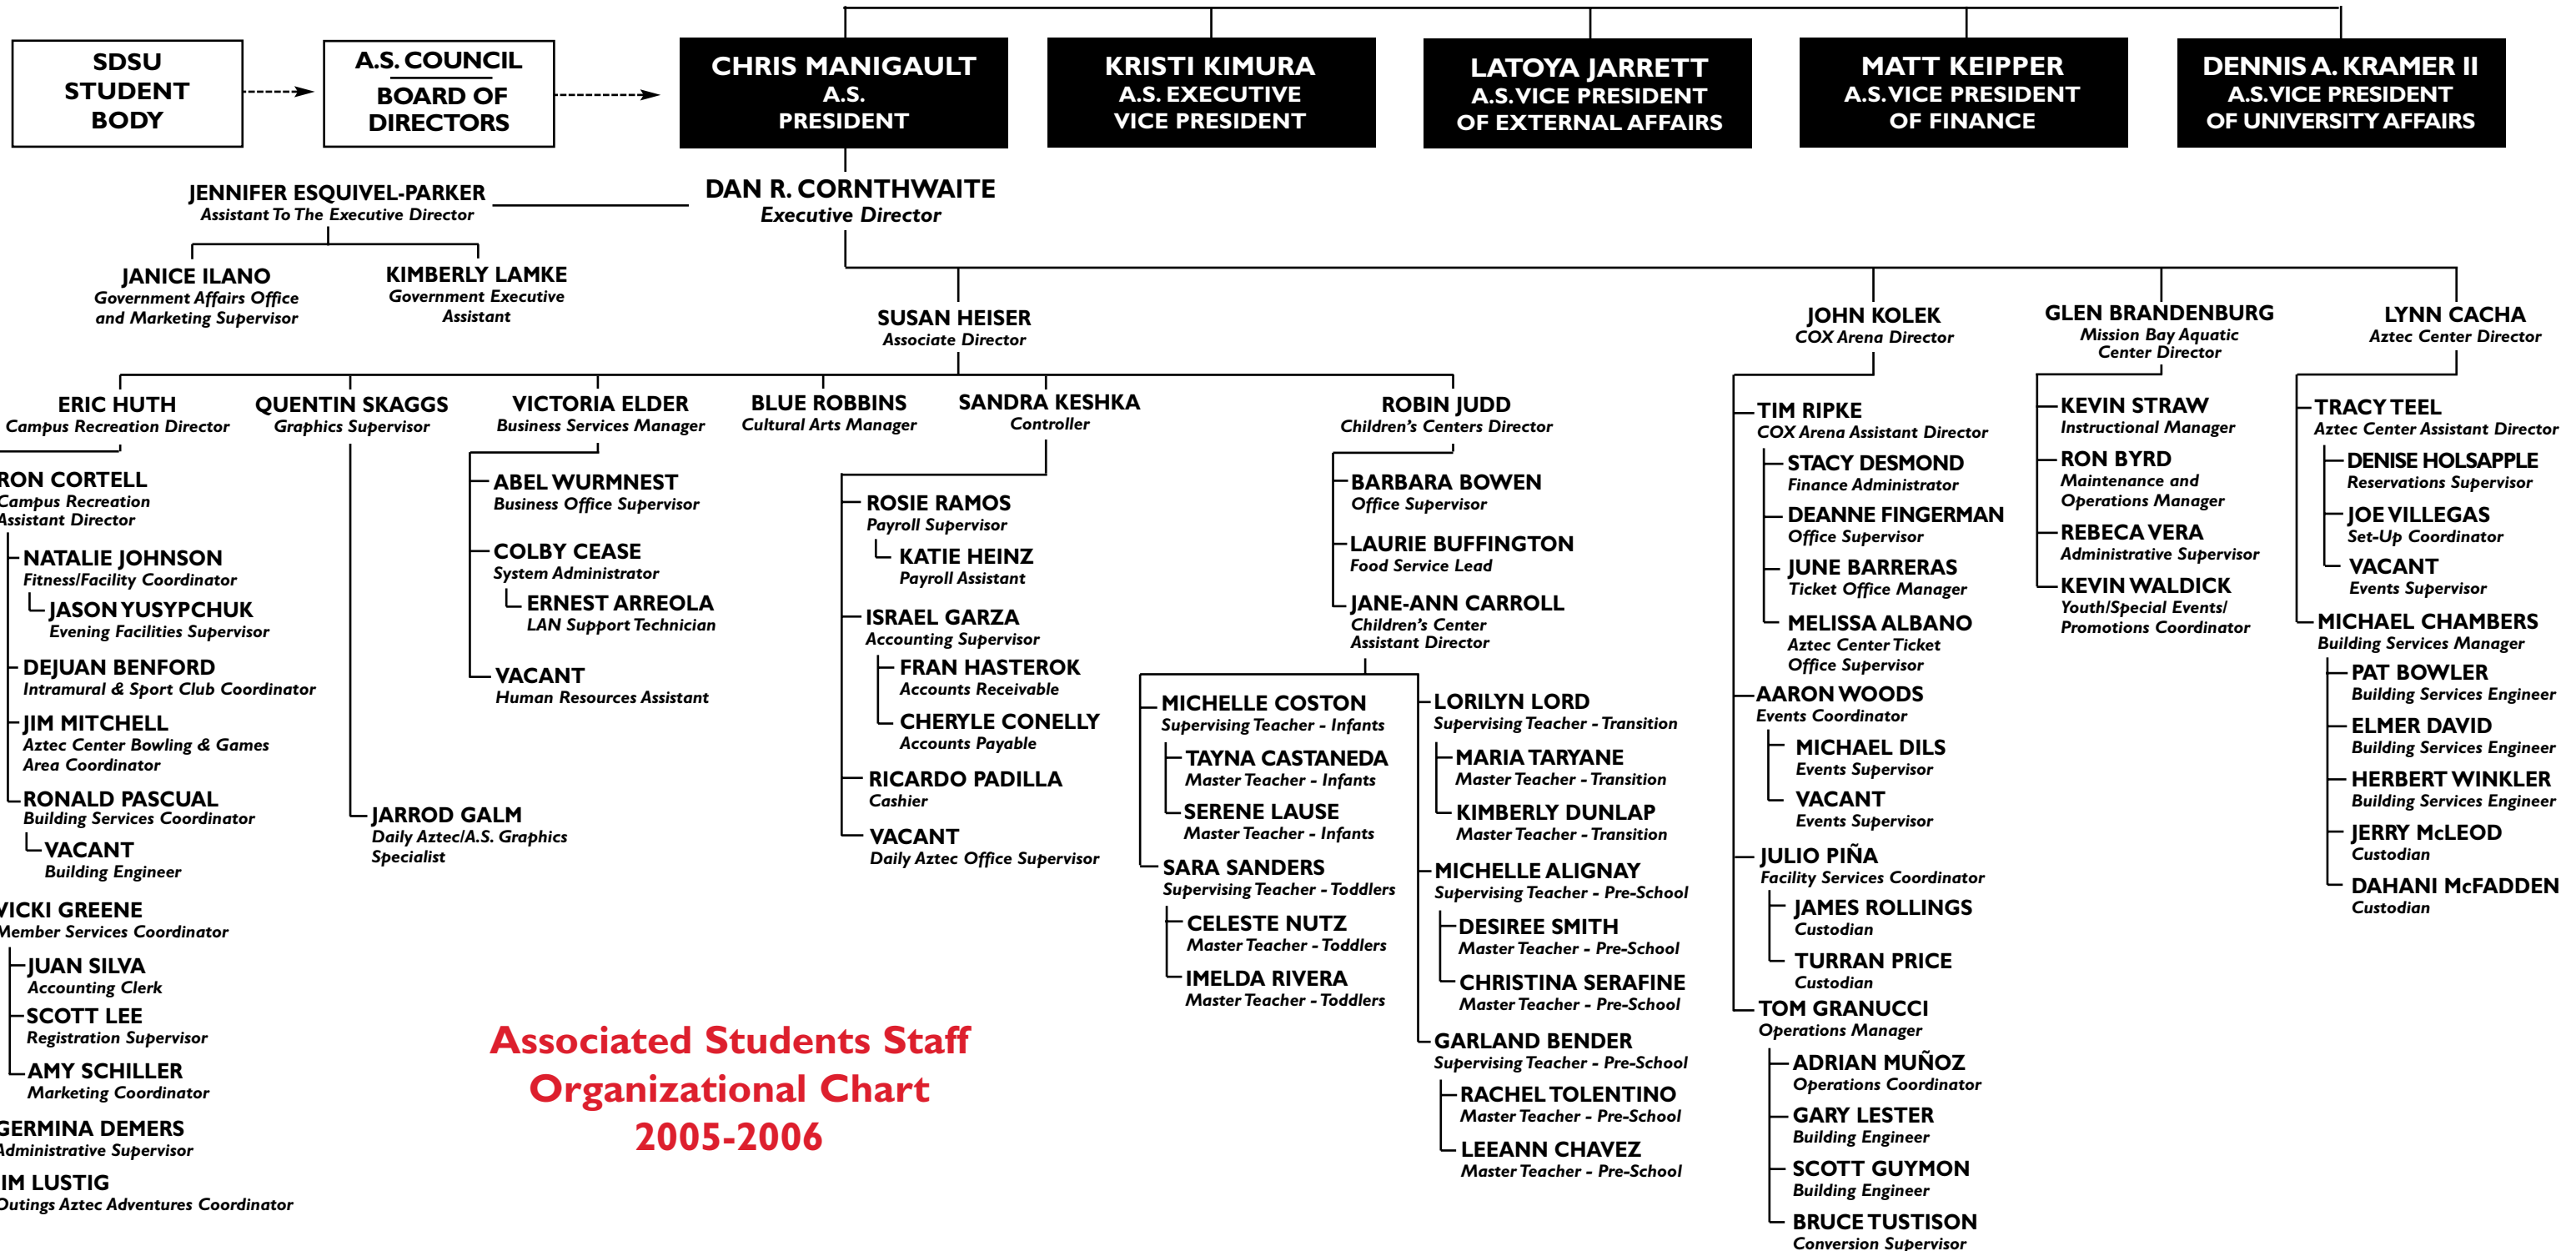 SDSU
STUDENT
BODY
A.S. COUNCIL
BOARD OF
DIRECTORS
CHRIS MANIGAULT
A.S.
PRESIDENT
KRISTI KIMURA
A.S. EXECUTIVE
VICE PRESIDENT
LATOYA JARRETT
A.S. VICE PRESIDENT
OF EXTERNAL AFFAIRS
MATT KEIPPER
A.S. VICE PRESIDENT
OF FINANCE
DENNIS A. KRAMER II
A.S. VICE PRESIDENT
OF UNIVERSITY AFFAIRS
DAN R. CORNTHWAITE
Executive Director
JENNIFER ESQUIVEL-PARKER
Assistant To The Executive Director
JANICE ILANO
Government Affairs Office
and Marketing Supervisor
KIMBERLY LAMKE
Government Executive
Assistant
SUSAN HEISER
Associate Director
JOHN KOLEK
COX Arena Director
GLEN BRANDENBURG
Mission Bay Aquatic
Center Director
LYNN CACHA
Aztec Center Director
ERIC HUTH
Campus Recreation Director
RON CORTELL
Campus Recreation
Assistant Director
NATALIE JOHNSON
Fitness/Facility Coordinator
JASON YUSYPCHUK
Evening Facilities Supervisor
DEJUAN BENFORD
Intramural & Sport Club Coordinator
JIM MITCHELL
Aztec Center Bowling & Games
Area Coordinator
RONALD PASCUAL
Building Services Coordinator
VACANT
Building Engineer
VICKI GREENE
Member Services Coordinator
JUAN SILVA
Accounting Clerk
SCOTT LEE
Registration Supervisor
AMY SCHILLER
Marketing Coordinator
GERMINA DEMERS
Administrative Supervisor
LUSTIG
Outings Aztec Adventures Coordinator
QUENTIN SKAGGS
Graphics Supervisor
JARROD GALM
Daily Aztec/A.S. Graphics
Specialist
VICTORIA ELDER
Business Services Manager
ABEL WURMNEST
Business Office Supervisor
COLBY CEASE
System Administrator
ERNEST ARREOLA
LAN Support Technician
VACANT
Human Resources Assistant
BLUE ROBBINS
Cultural Arts Manager
SANDRA KESHKA
Controller
ROSIE RAMOS
Payroll Supervisor
KATIE HEINZ
Payroll Assistant
ISRAEL GARZA
Accounting Supervisor
FRAN HASTEROK
Accounts Receivable
CHERYLE CONELLY
Accounts Payable
RICARDO PADILLA
Cashier
VACANT
Daily Aztec Office Supervisor
ROBIN JUDD
Children's Centers Director
BARBARA BOWEN
Office Supervisor
LAURIE BUFFINGTON
Food Service Lead
JANE-ANN CARROLL
Children's Center
Assistant Director
MICHELLE COSTON
Supervising Teacher - Infants
TAYNA CASTANEDA
Master Teacher - Infants
SERENE LAUSE
Master Teacher - Infants
SARA SANDERS
Supervising Teacher - Toddlers
CELESTE NUTZ
Master Teacher - Toddlers
IMELDA RIVERA
Master Teacher - Toddlers
LORILYN LORD
Supervising Teacher - Transition
MARIA TARYANE
Master Teacher - Transition
KIMBERLY DUNLAP
Master Teacher - Transition
MICHELLE ALIGNAY
Supervising Teacher - Pre-School
DESIREE SMITH
Master Teacher - Pre-School
CHRISTINA SERAFINE
Master Teacher - Pre-School
GARLAND BENDER
Supervising Teacher - Pre-School
RACHEL TOLENTINO
Master Teacher - Pre-School
LEEANN CHAVEZ
Master Teacher - Pre-School
TIM RIPKE
COX Arena Assistant Director
STACY DESMOND
Finance Administrator
DEANNE FINGERMAN
Office Supervisor
JUNE BARRERAS
Ticket Office Manager
MELISSA ALBANO
Aztec Center Ticket
Office Supervisor
AARON WOODS
Events Coordinator
MICHAEL DILS
Events Supervisor
VACANT
Events Supervisor
JULIO PIÑA
Facility Services Coordinator
JAMES ROLLINGS
Custodian
TURRAN PRICE
Custodian
TOM GRANUCCI
Operations Manager
ADRIAN MUÑOZ
Operations Coordinator
GARY LESTER
Building Engineer
SCOTT GUYMON
Building Engineer
BRUCE TUSTISON
Conversion Supervisor
KEVIN STRAW
Instructional Manager
RON BYRD
Maintenance and
Operations Manager
REBECA VERA
Administrative Supervisor
KEVIN WALDICK
Youth/Special Events/
Promotions Coordinator
TRACY TEEL
Aztec Center Assistant Director
DENISE HOLSAPPLE
Reservations Supervisor
JOE VILLEGAS
Set-Up Coordinator
VACANT
Events Supervisor
MICHAEL CHAMBERS
Building Services Manager
PAT BOWLER
Building Services Engineer
ELMER DAVID
Building Services Engineer
HERBERT WINKLER
Building Services Engineer
JERRY McLEOD
Custodian
DAHANI McFADDEN
Custodian
Associated Students Staff
Organizational Chart
2005-2006